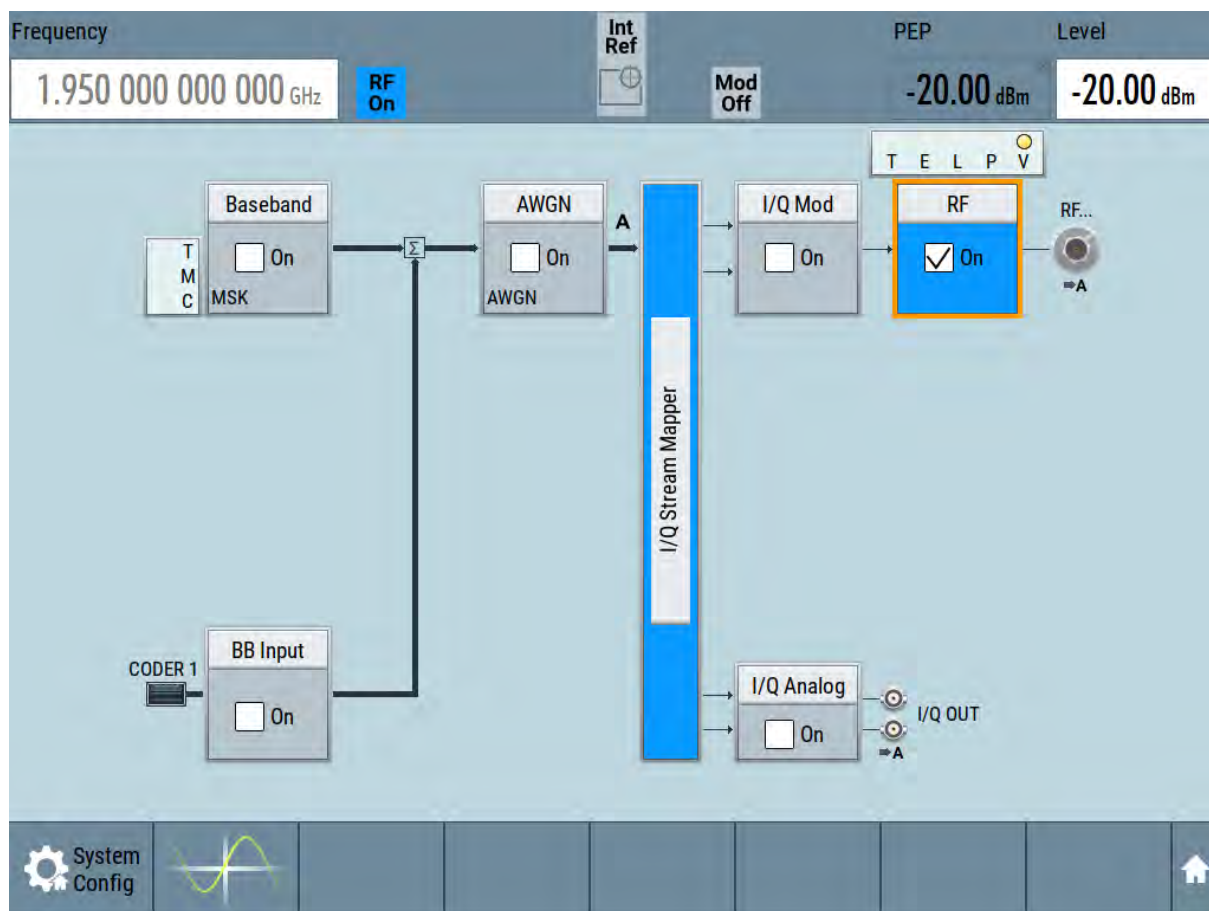 Frequency
Int
Ref
PEP
Level
1.950 000 000 000 GHz
RF
On
Mod
Off
-20.00 dBm
-20.00 dBm
T E L P V
Baseband
On
T
M
C
MSK
Σ
AWGN
On
AWGN
A
I/Q Mod
On
RF
On
RF...
⇒A
I/Q Stream Mapper
BB Input
On
CODER 1
I/Q Analog
On
I/Q OUT
⇒A
System
Config